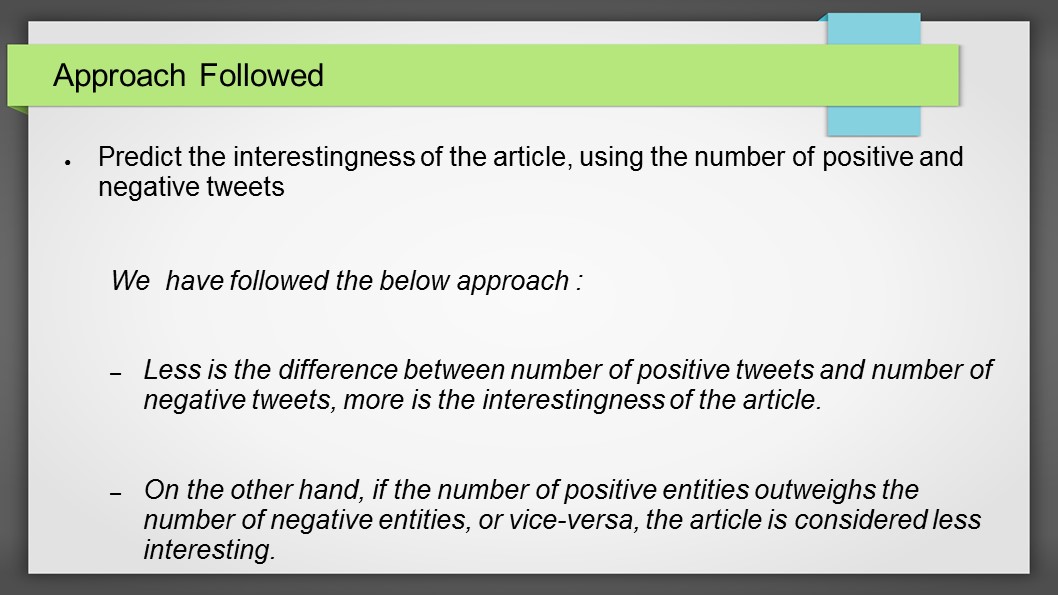 Approach Followed
● Predict the interestingness of the article, using the number of positive and
negative tweets
We  have followed the below approach :
– Less is the difference between number of positive tweets and number of
negative tweets, more is the interestingness of the article.
– On the other hand, if the number of positive entities outweighs the
number of negative entities, or vice-versa, the article is considered less
interesting.